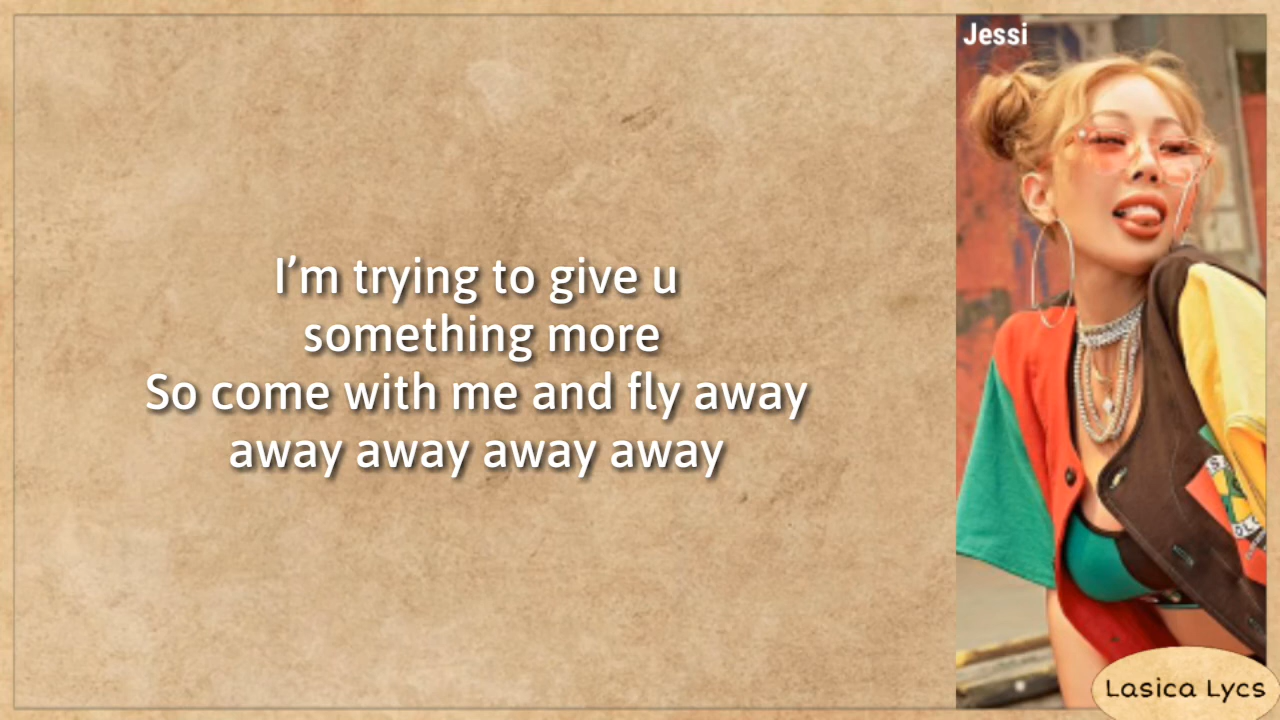 Jessi
I’m trying to give u
something more
So come with me and fly away
away away away away
Lasica Lycs